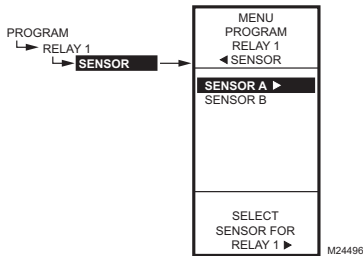 PROGRAM
RELAY 1
SENSOR
MENU
PROGRAM
RELAY 1
◄ SENSOR
SENSOR A ►
SENSOR B
SELECT
SENSOR FOR
RELAY 1 ►
M24496